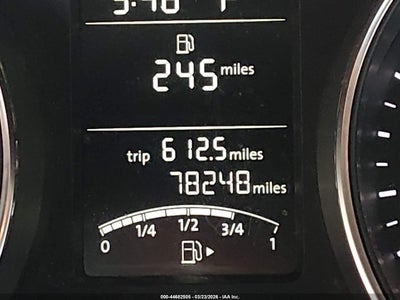 245 miles
trip 612.5 miles
78248 miles
0 1/4 1/2 3/4 1
000-44682505 - 03/23/2026 - IAA Inc.